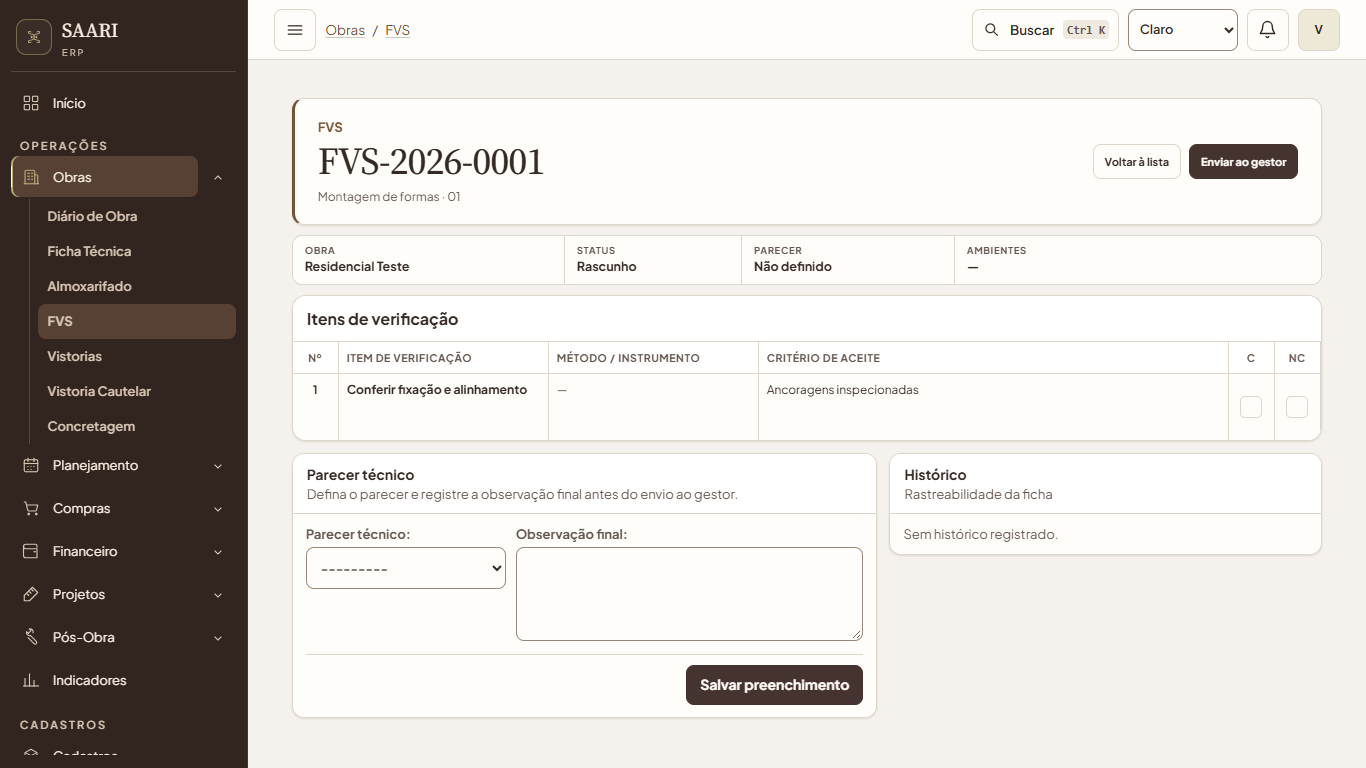 SAARI
ERP
Início
OPERAÇÕES
Obras
Diário de Obra
Ficha Técnica
Almoxarifado
FVS
Vistorias
Vistoria Cautelar
Concretagem
Planejamento
Compras
Financeiro
Projetos
Pós-Obra
Indicadores
CADASTROS
Cadastros
Obras / FVS
Buscar Ctrl K
Claro
V
FVS
FVS-2026-0001
Montagem de formas · 01
Voltar à lista
Enviar ao gestor
OBRA
Residencial Teste
STATUS
Rascunho
PARECER
Não definido
AMBIENTES
—
Itens de verificação
Nº ITEM DE VERIFICAÇÃO MÉTODO / INSTRUMENTO CRITÉRIO DE ACEITE C NC
1 Conferir fixação e alinhamento — Ancoragens inspecionadas
Parecer técnico
Defina o parecer e registre a observação final antes do envio ao gestor.
Parecer técnico:
---------
Observação final:
Salvar preenchimento
Histórico
Rastreabilidade da ficha
Sem histórico registrado.